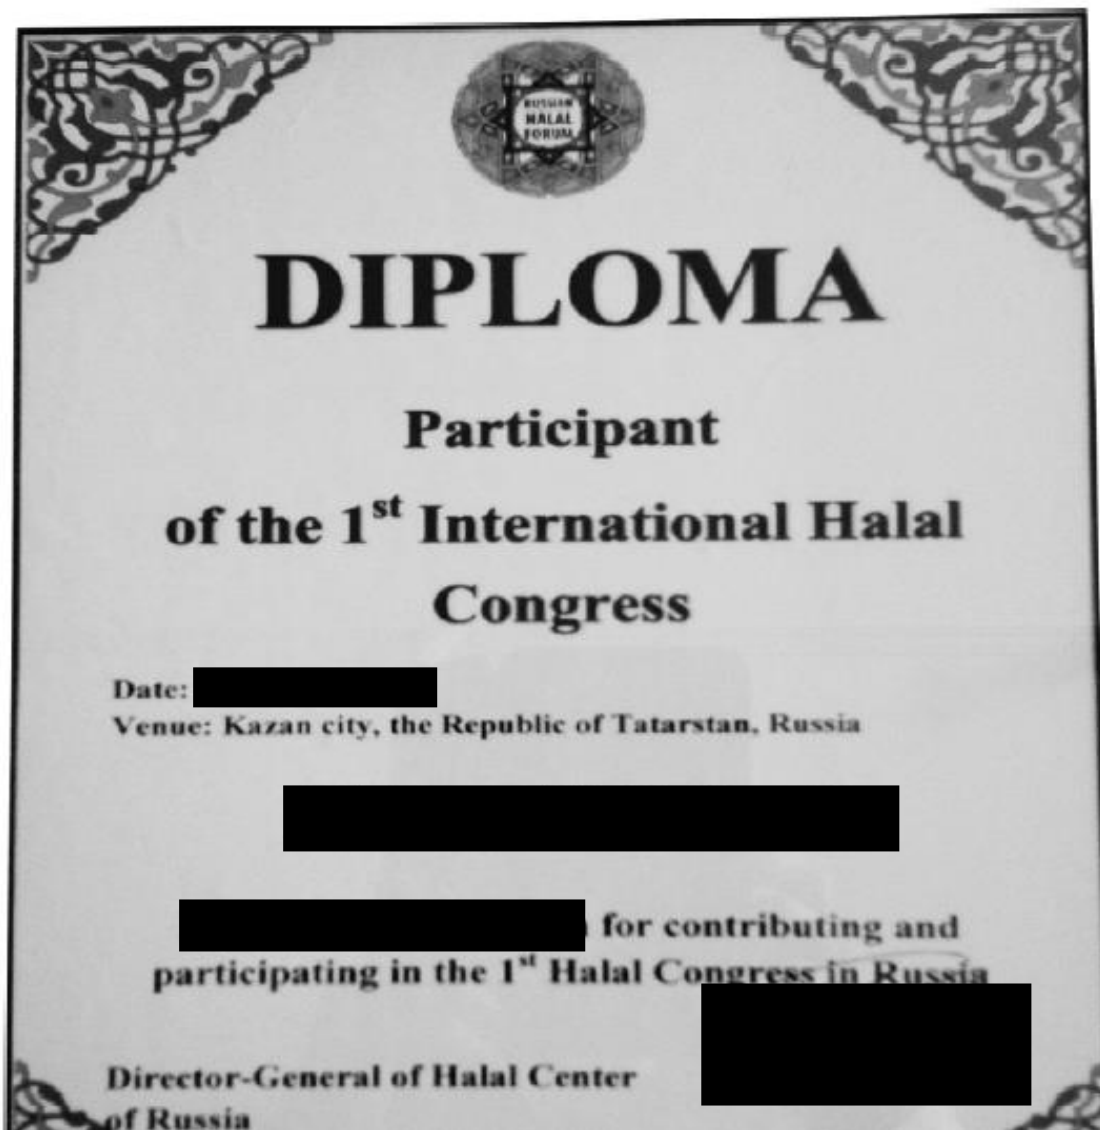 RUSSIAN
HALAL
FORUM
DIPLOMA
Participant
of the 1st International Halal
Congress
Date:
Venue: Kazan city, the Republic of Tatarstan, Russia
for contributing and
participating in the 1st Halal Congress in Russia
Director-General of Halal Center
of Russia